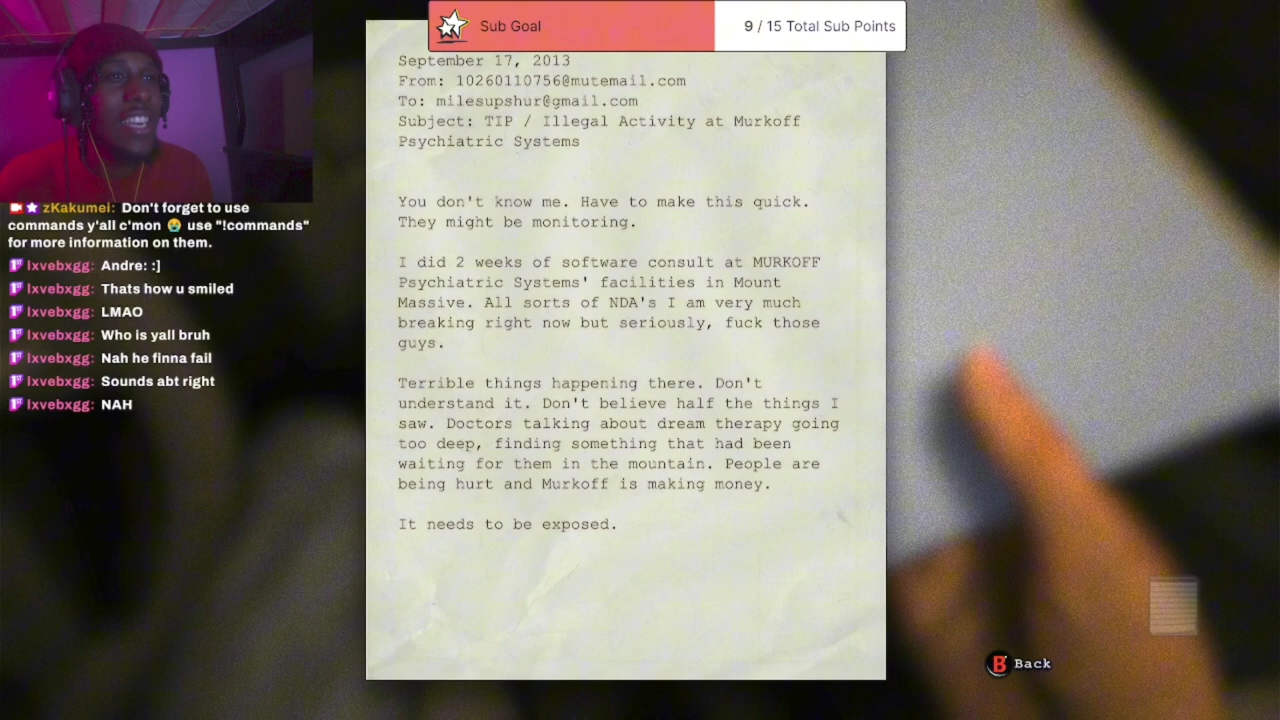 Sub Goal
9 / 15 Total Sub Points
September 17, 2013
From: 10260110756@mutemail.com
To: milesupshur@gmail.com
Subject: TIP / Illegal Activity at Murkoff
Psychiatric Systems
You don't know me. Have to make this quick.
They might be monitoring.
I did 2 weeks of software consult at MURKOFF
Psychiatric Systems' facilities in Mount
Massive. All sorts of NDA's I am very much
breaking right now but seriously, fuck those
guys.
Terrible things happening there. Don't
understand it. Don't believe half the things I
saw. Doctors talking about dream therapy going
too deep, finding something that had been
waiting for them in the mountain. People are
being hurt and Murkoff is making money.
It needs to be exposed.
zKakumei: Don't forget to use
commands y'all c'mon 😭 use "!commands"
for more information on them.
lxvebxgg: Andre: :]
lxvebxgg: Thats how u smiled
lxvebxgg: LMAO
lxvebxgg: Who is yall bruh
lxvebxgg: Nah he finna fail
lxvebxgg: Sounds abt right
lxvebxgg: NAH
B Back